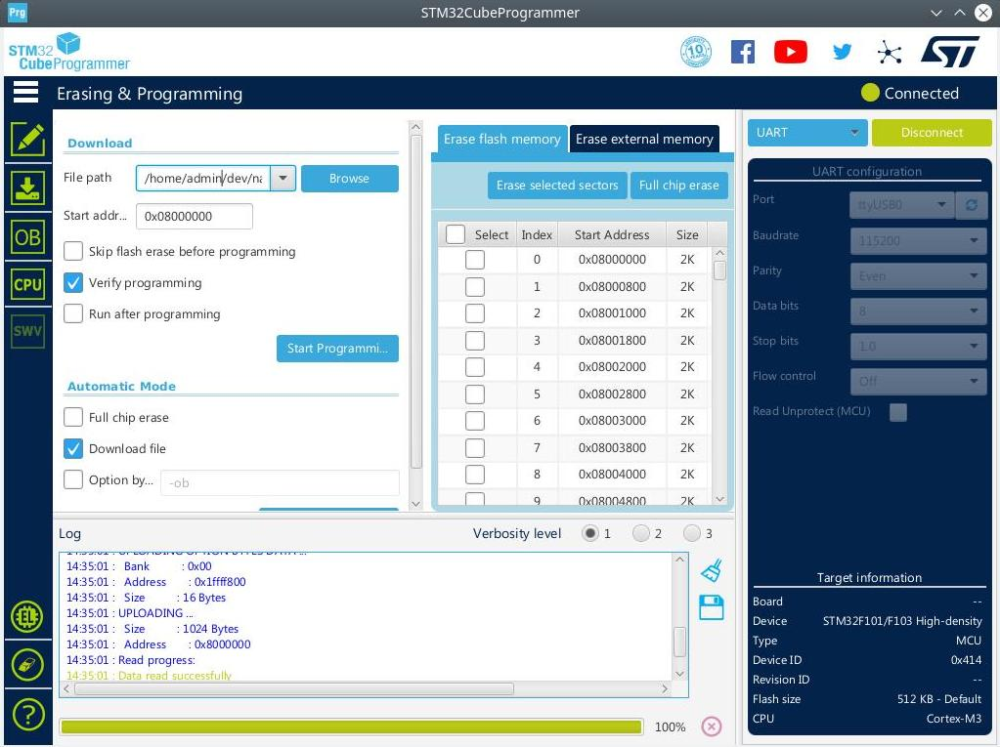 Prg
STM32CubeProgrammer
STM32
CubeProgrammer
10
ST
Erasing & Programming
Connected
Download
File path
/home/admin/dev/na
Browse
Start addr...
0x08000000
Skip flash erase before programming
Verify programming
Run after programming
Start Programmi...
Automatic Mode
Full chip erase
Download file
Option by...
-ob
OB
CPU
SWV
Erase flash memory
Erase external memory
Erase selected sectors
Full chip erase
Select Index Start Address Size
0 0x08000000 2K
1 0x08000800 2K
2 0x08001000 2K
3 0x08001800 2K
4 0x08002000 2K
5 0x08002800 2K
6 0x08003000 2K
7 0x08003800 2K
8 0x08004000 2K
9 0x08004800 2K
UART
Disconnect
UART configuration
Port ttyUSB0
Baudrate 115200
Parity Even
Data bits 8
Stop bits 1.0
Flow control Off
Read Unprotect (MCU)
Log
Verbosity level 1 2 3
14:35:01 : UPLOADING OPTION BYTES DATA ...
14:35:01 : Bank : 0x00
14:35:01 : Address : 0x1ffff800
14:35:01 : Size : 16 Bytes
14:35:01 : UPLOADING ...
14:35:01 : Size : 1024 Bytes
14:35:01 : Address : 0x8000000
14:35:01 : Read progress:
14:35:01 : Data read successfully
100%
?
Target information
Board --
Device STM32F101/F103 High-density
Type MCU
Device ID 0x414
Revision ID --
Flash size 512 KB - Default
CPU Cortex-M3